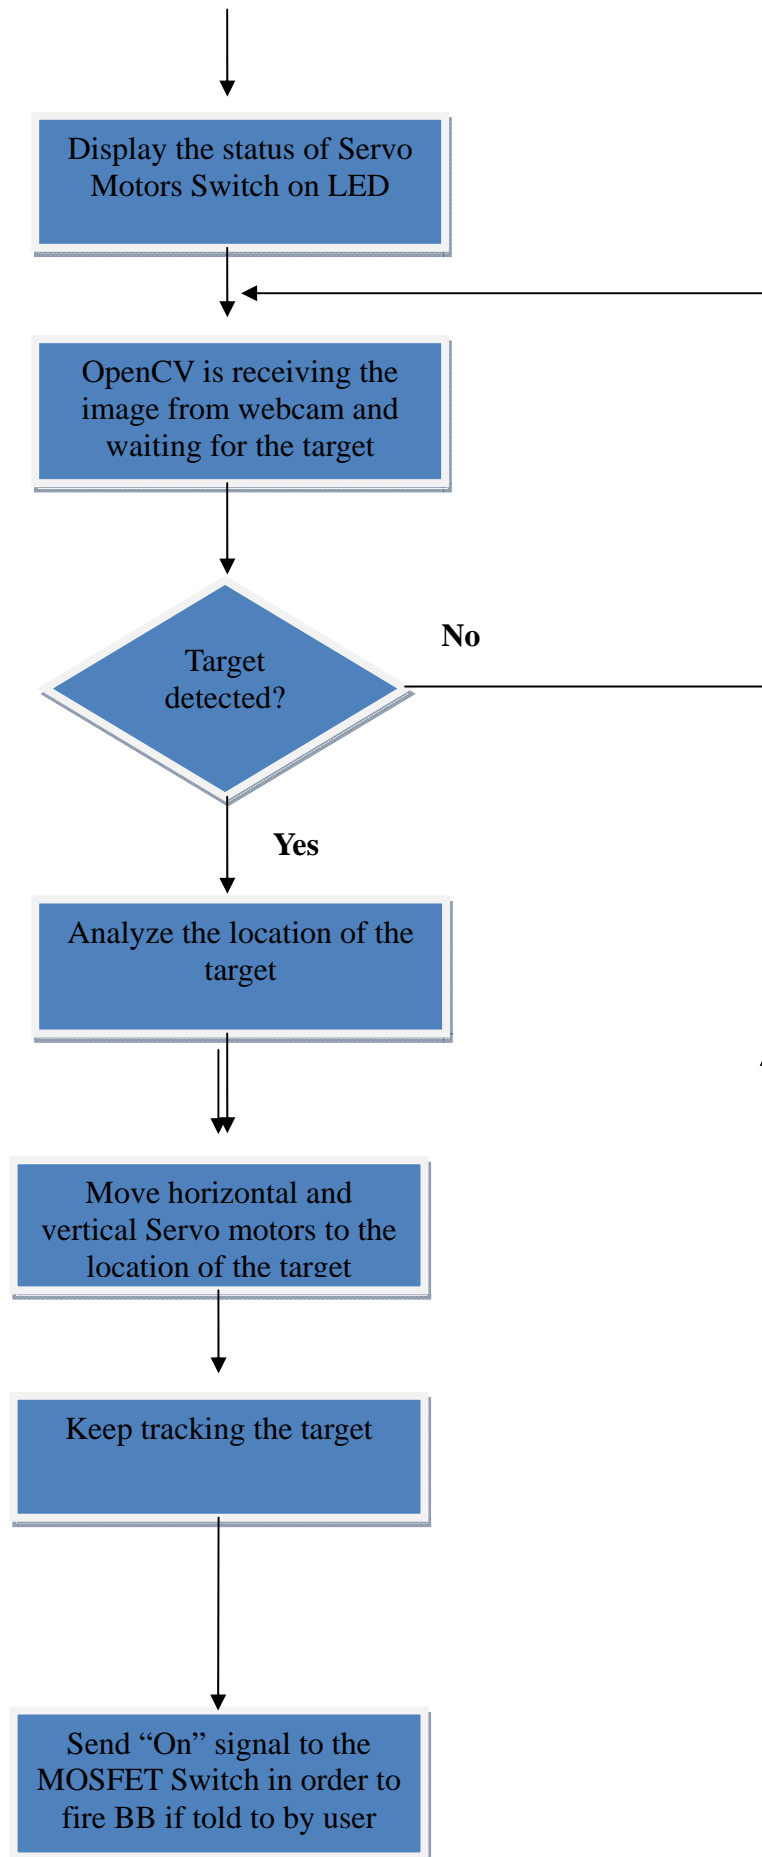 Display the status of Servo
Motors Switch on LED
OpenCV is receiving the
image from webcam and
waiting for the target
Target
detected?
No
Yes
Analyze the location of the
target
Move horizontal and
vertical Servo motors to the
location of the target
Keep tracking the target
Send “On” signal to the
MOSFET Switch in order to
fire BB if told to by user